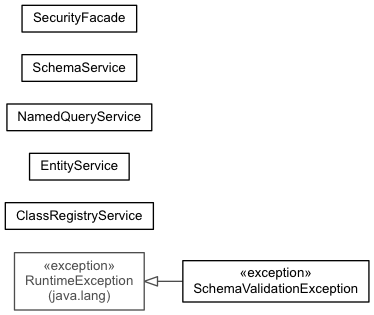 SecurityFacade
SchemaService
NamedQueryService
EntityService
ClassRegistryService
«exception»
RuntimeException
(java.lang)
«exception»
SchemaValidationException